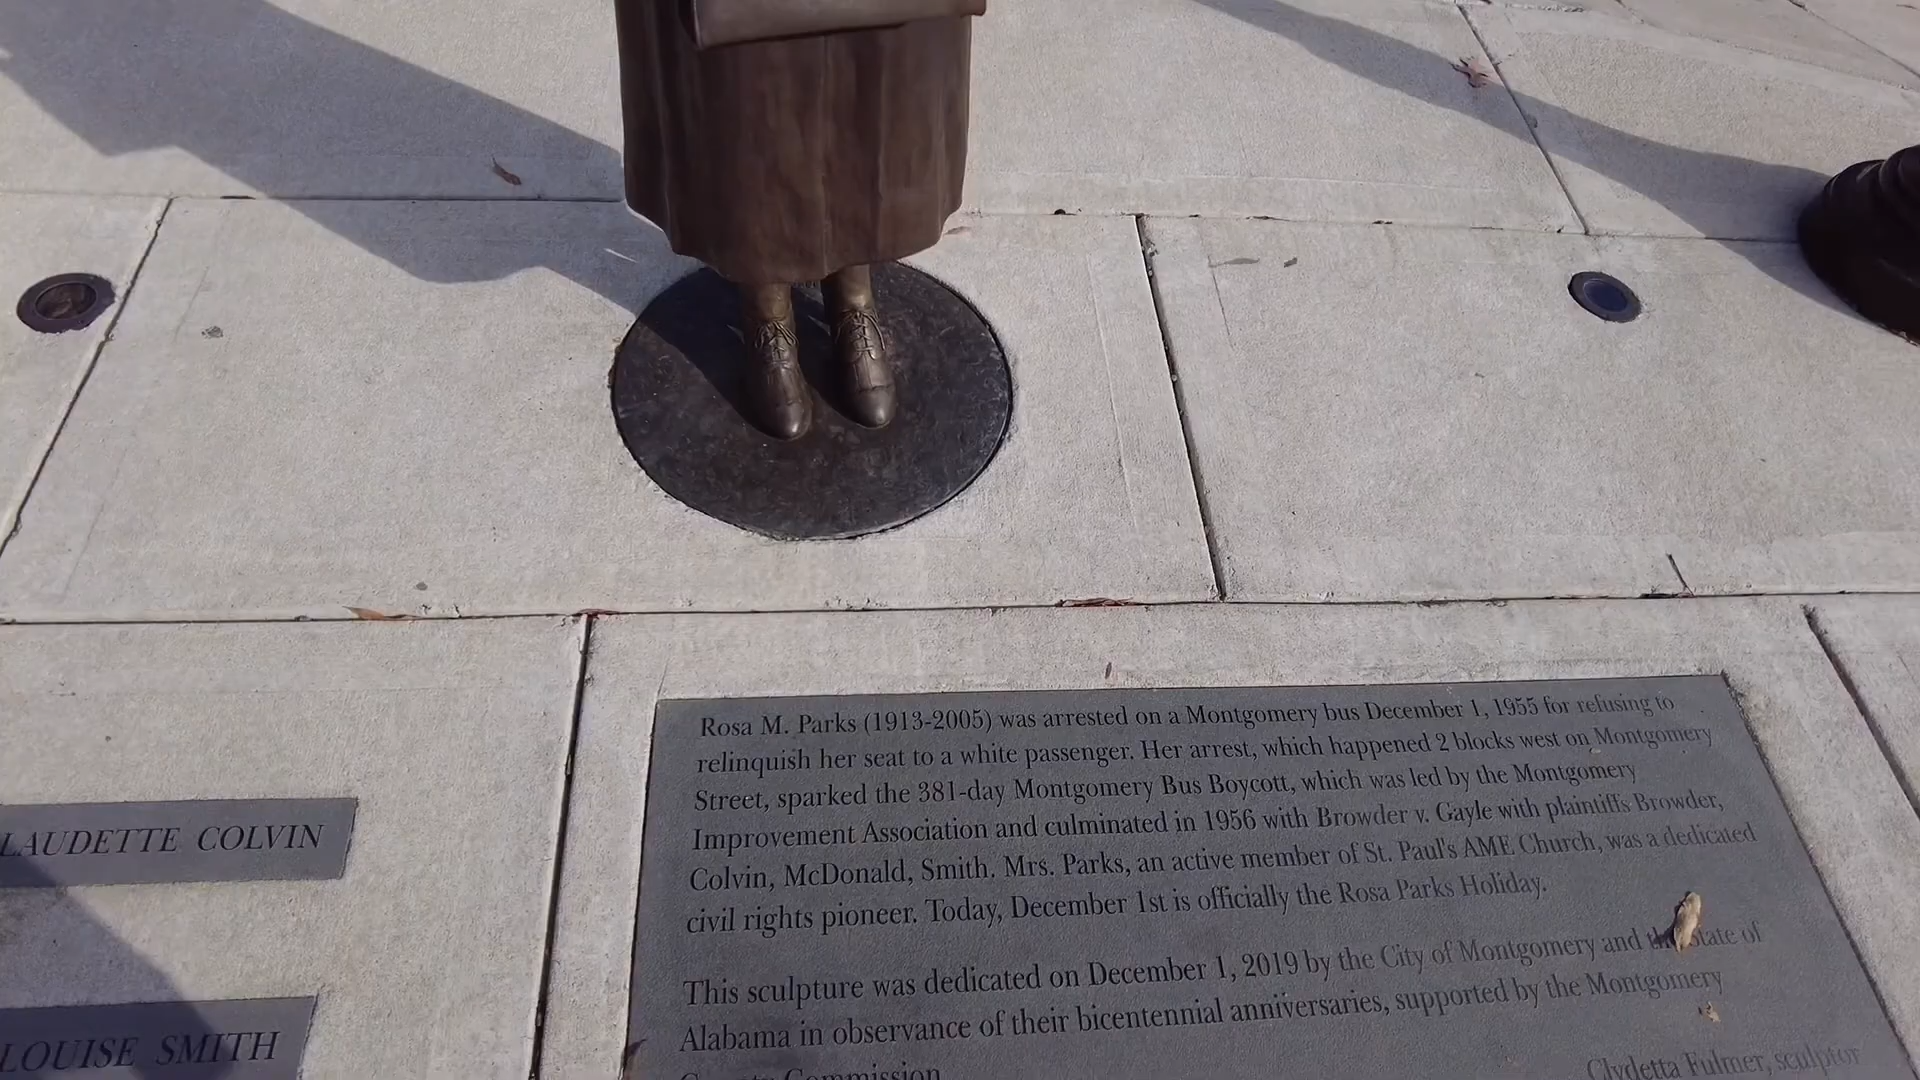 Rosa M. Parks (1913-2005) was arrested on a Montgomery bus December 1, 1955 for refusing to
relinquish her seat to a white passenger. Her arrest, which happened 2 blocks west on Montgomery
Street, sparked the 381-day Montgomery Bus Boycott, which was led by the Montgomery
Improvement Association and culminated in 1956 with Browder v. Gayle with plaintiffs Browder,
Colvin, McDonald, Smith. Mrs. Parks, an active member of St. Paul's AME Church, was a dedicated
civil rights pioneer. Today, December 1st is officially the Rosa Parks Holiday.
This sculpture was dedicated on December 1, 2019 by the City of Montgomery and the State of
Alabama in observance of their bicentennial anniversaries, supported by the Montgomery
County Commission.
Clydetta Fulmer, sculptor
LAUDETTE COLVIN
LOUISE SMITH